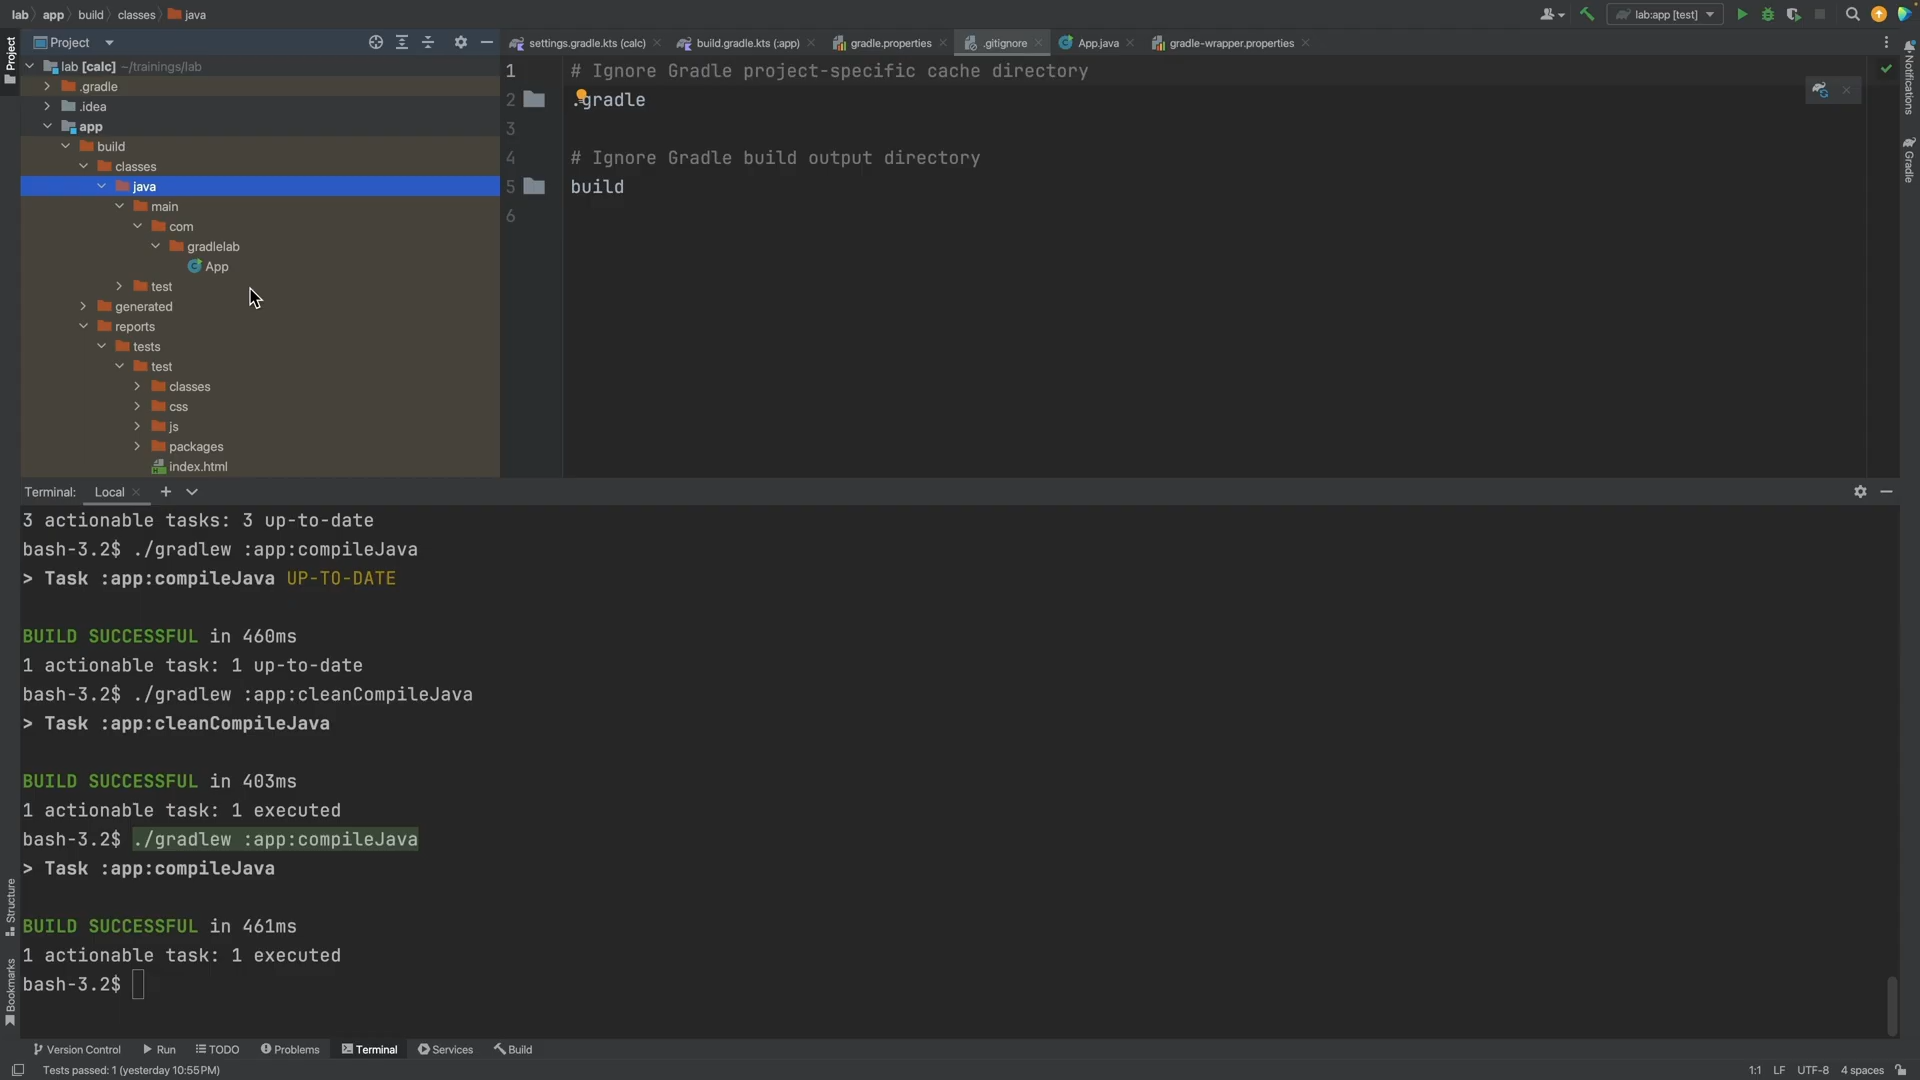 lab app build classes java
lab:app [test]
Project
settings.gradle.kts (calc) build.gradle.kts (:app) gradle.properties .gitignore App.java gradle-wrapper.properties
Project
Notifications
Gradle
Structure
Bookmarks
lab [calc] ~/trainings/lab
.gradle
.idea
app
build
classes
java
main
com
gradlelab
App
test
generated
reports
tests
test
classes
css
js
packages
index.html
1 # Ignore Gradle project-specific cache directory
2 .gradle
3
4 # Ignore Gradle build output directory
5 build
6
Terminal: Local
3 actionable tasks: 3 up-to-date
bash-3.2$ ./gradlew :app:compileJava
> Task :app:compileJava UP-TO-DATE
BUILD SUCCESSFUL in 460ms
1 actionable task: 1 up-to-date
bash-3.2$ ./gradlew :app:cleanCompileJava
> Task :app:cleanCompileJava
BUILD SUCCESSFUL in 403ms
1 actionable task: 1 executed
bash-3.2$ ./gradlew :app:compileJava
> Task :app:compileJava
BUILD SUCCESSFUL in 461ms
1 actionable task: 1 executed
bash-3.2$
Version Control Run TODO Problems Terminal Services Build
Tests passed: 1 (yesterday 10:55 PM) 1:1 LF UTF-8 4 spaces